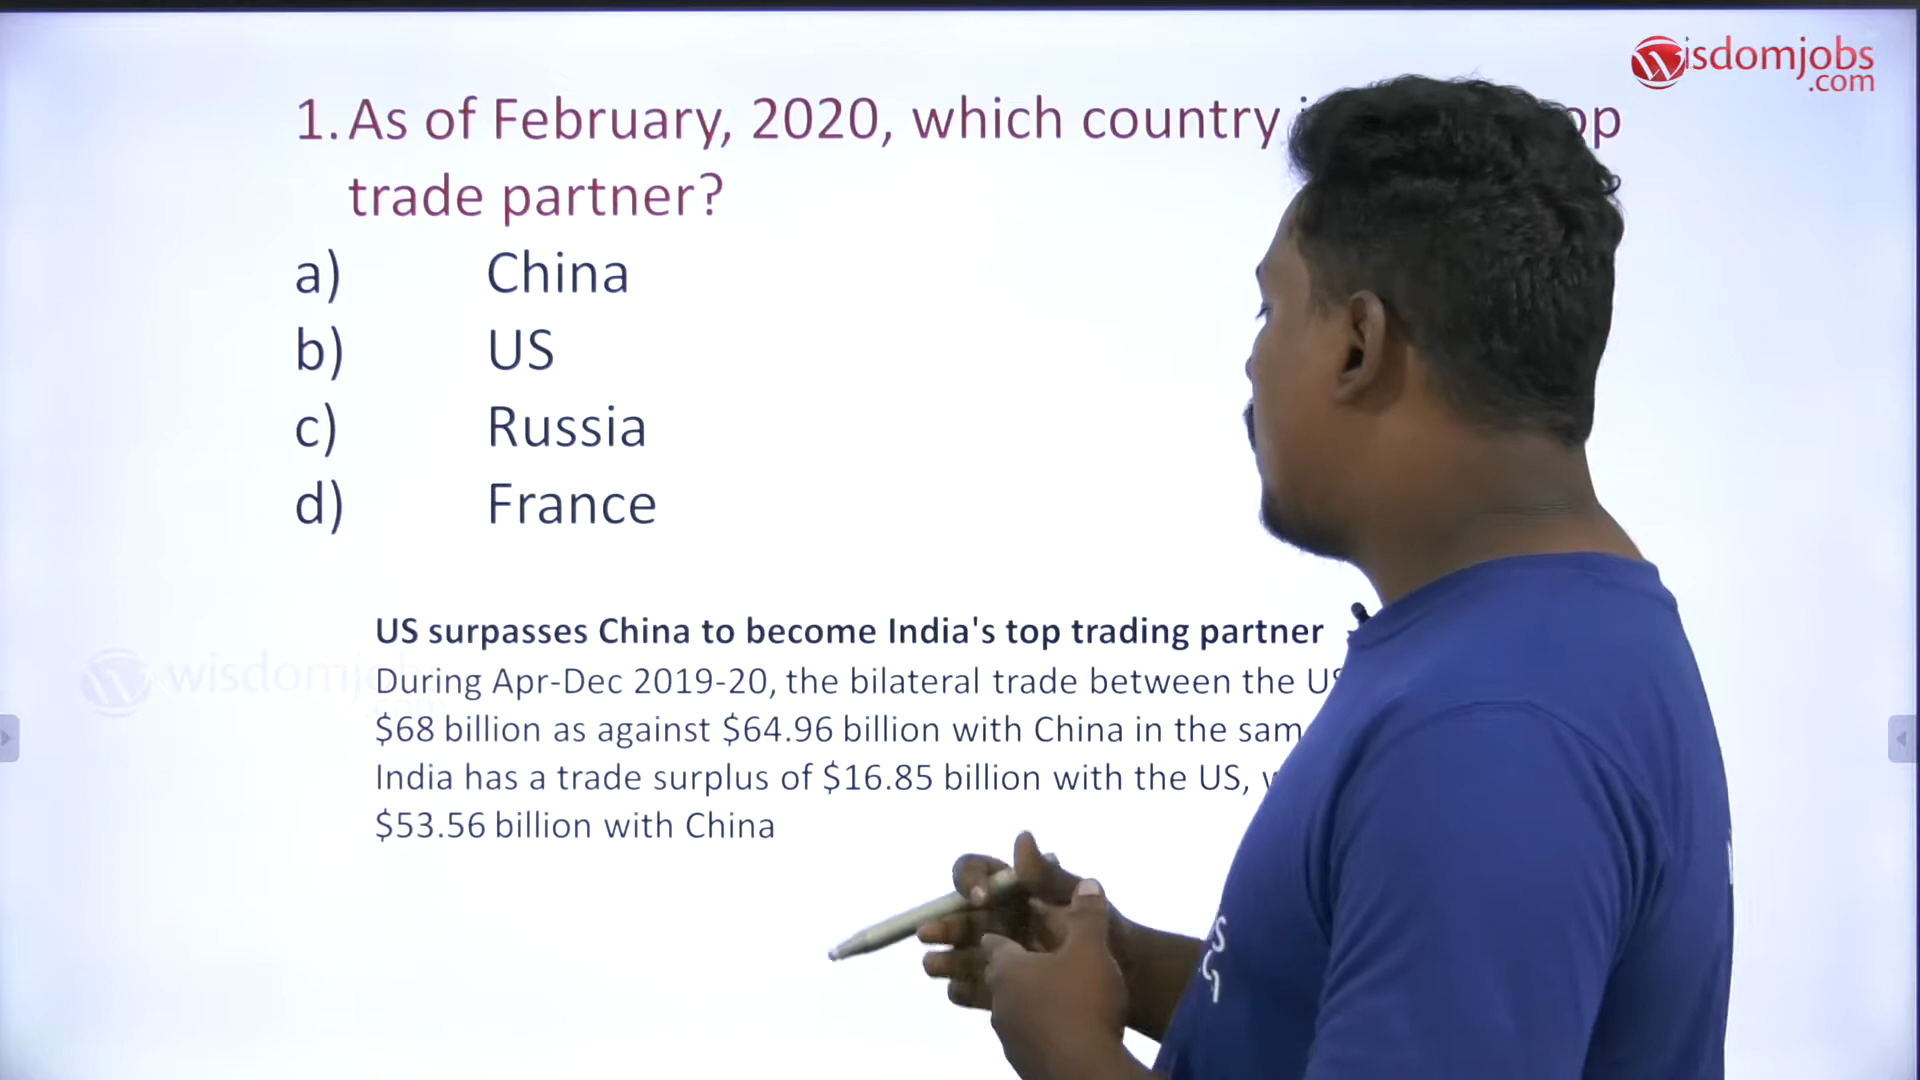 Wisdomjobs
.com
1. As of February, 2020, which country
trade partner?
a) China
b) US
c) Russia
d) France
US surpasses China to become India's top trading partner
During Apr-Dec 2019-20, the bilateral trade between the US
$68 billion as against $64.96 billion with China in the
India has a trade surplus of $16.85 billion with the US,
$53.56 billion with China
wisdomjobs
.com